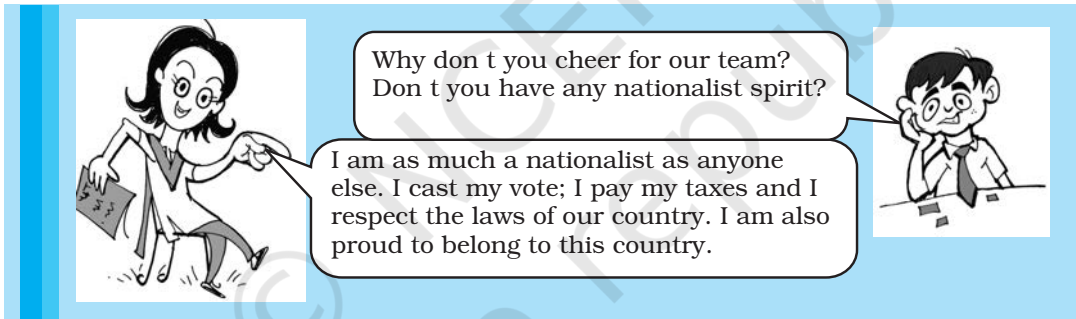 Why don t you cheer for our team?
Don t you have any nationalist spirit?
I am as much a nationalist as anyone
else. I cast my vote; I pay my taxes and I
respect the laws of our country. I am also
proud to belong to this country.